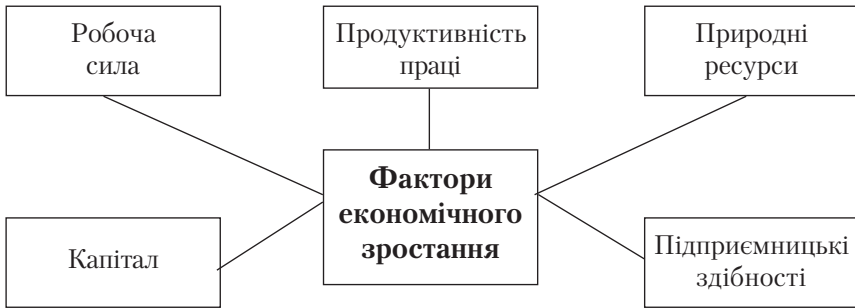 Робоча
сила
Продуктивність
праці
Природні
ресурси
Фактори
економічного
зростання
Капітал
Підприємницькі
здібності